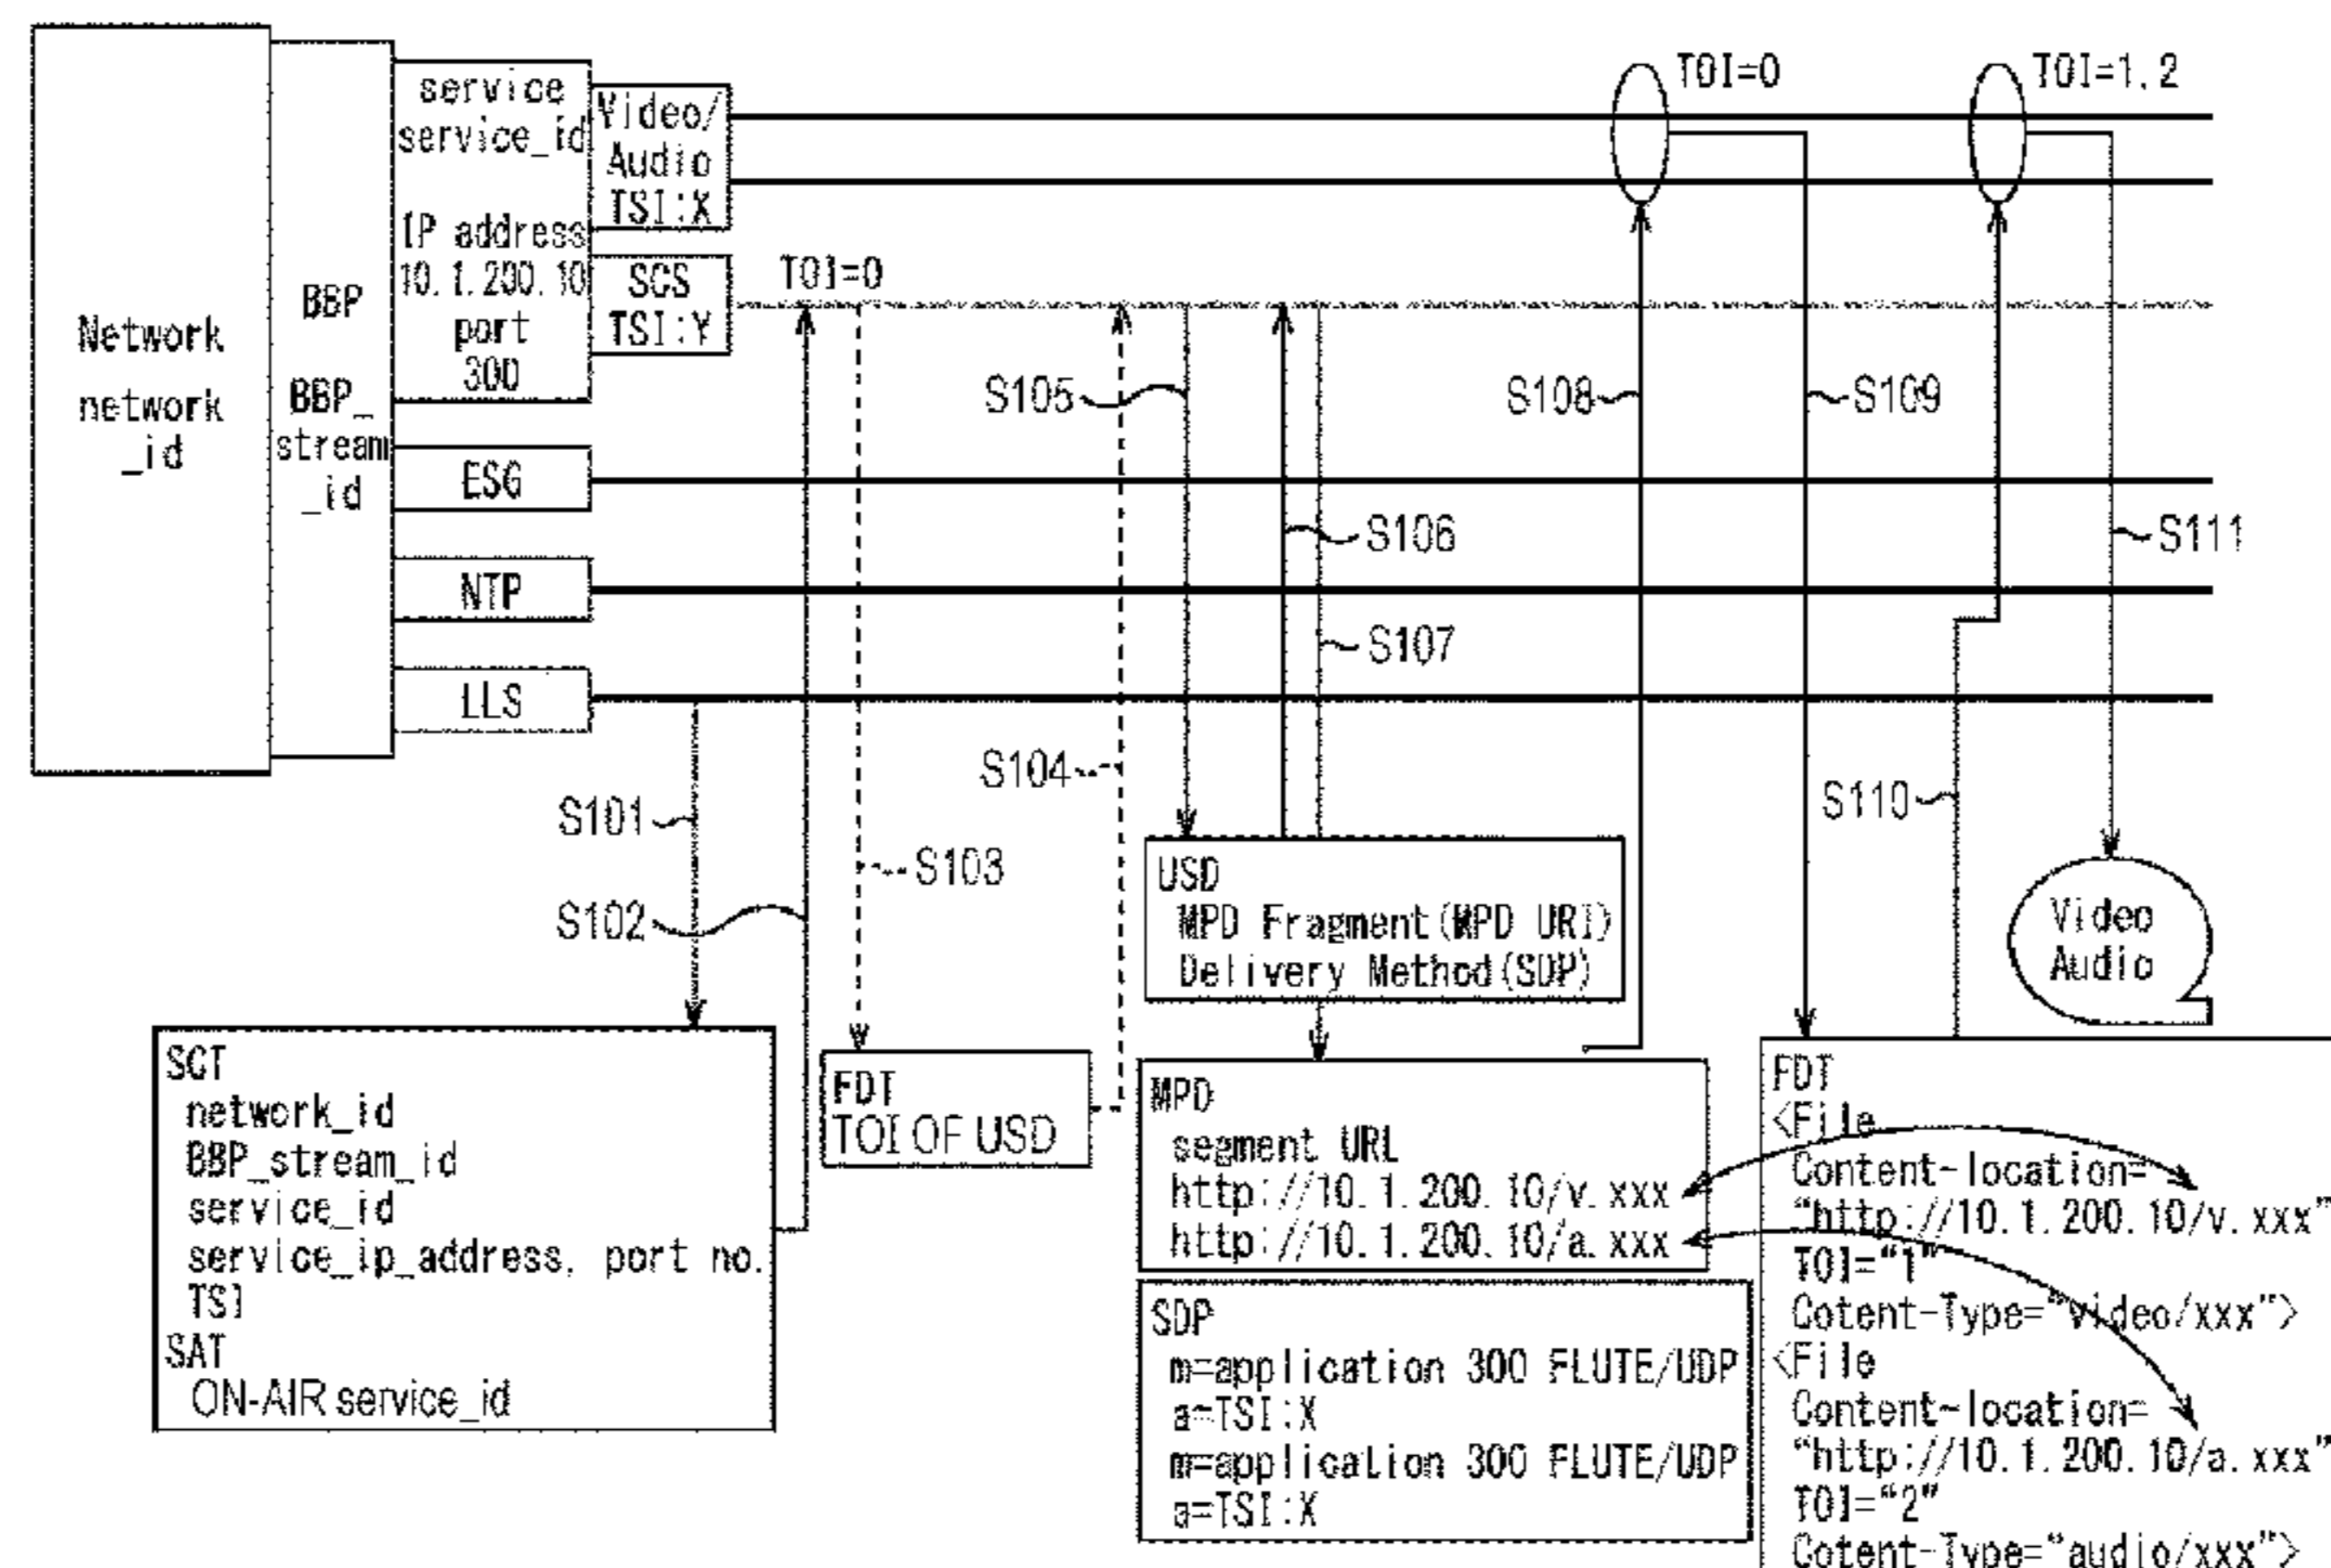 Network
network
_id
BBP
BBP_
stream
_id
service
service_id
IP address
10.1.200.10
port
300
Video/
Audio
TSI:X
SCS
TSI:Y
ESG
NTP
LLS
TOI=0
TOI=0
TOI=1, 2
S105
S108
S109
S106
S111
S107
S104
S110
S101
S103
S102
USD
MPD Fragment(MPD URI)
Delivery Method(SDP)
Video
Audio
SCT
network_id
BBP_stream_id
service_id
service_ip_address, port no.
TSI
SAT
ON-AIR service_id
FDT
TOI OF USD
MPD
segment URL
http://10.1.200.10/v.xxx
http://10.1.200.10/a.xxx
SDP
m=application 300 FLUTE/UDP
a=TSI:X
m=application 300 FLUTE/UDP
a=TSI:X
FDT
<File
Content-location=
"http://10.1.200.10/v.xxx"
TOI="1"
Cotent-Type="video/xxx">
<File
Content-location=
"http://10.1.200.10/a.xxx"
TOI="2"
Cotent-Type="audio/xxx">